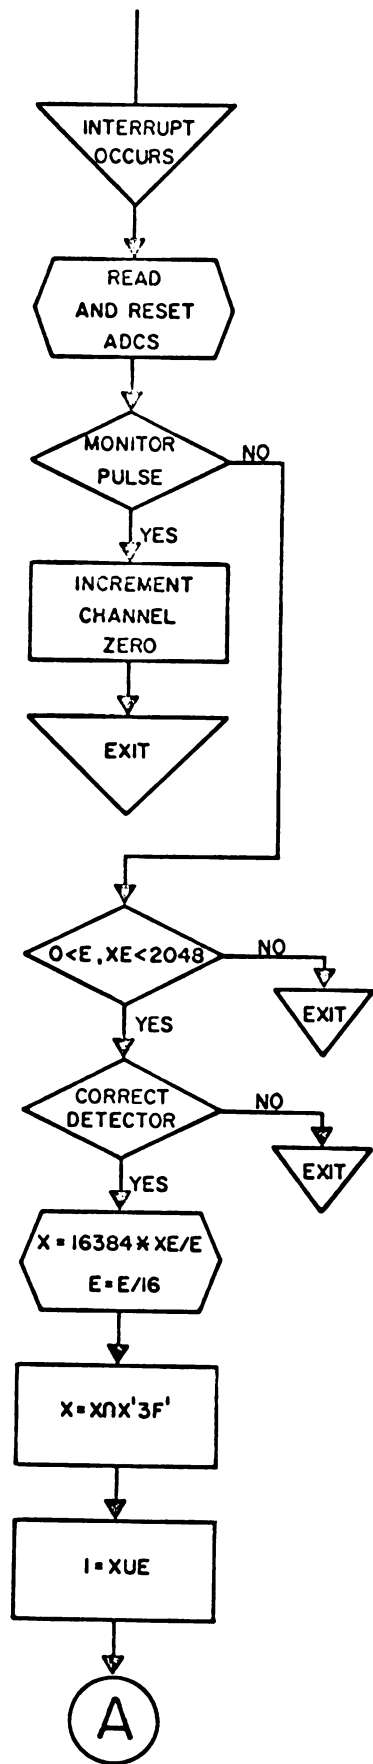 INTERRUPT
OCCURS
READ
AND RESET
ADCS
MONITOR
PULSE
NO
YES
INCREMENT
CHANNEL
ZERO
EXIT
O<E, XE<2048
NO
EXIT
YES
CORRECT
DETECTOR
NO
EXIT
YES
X = 16384 * XE/E
E = E/16
X = X∩X'3F'
I = XUE
A